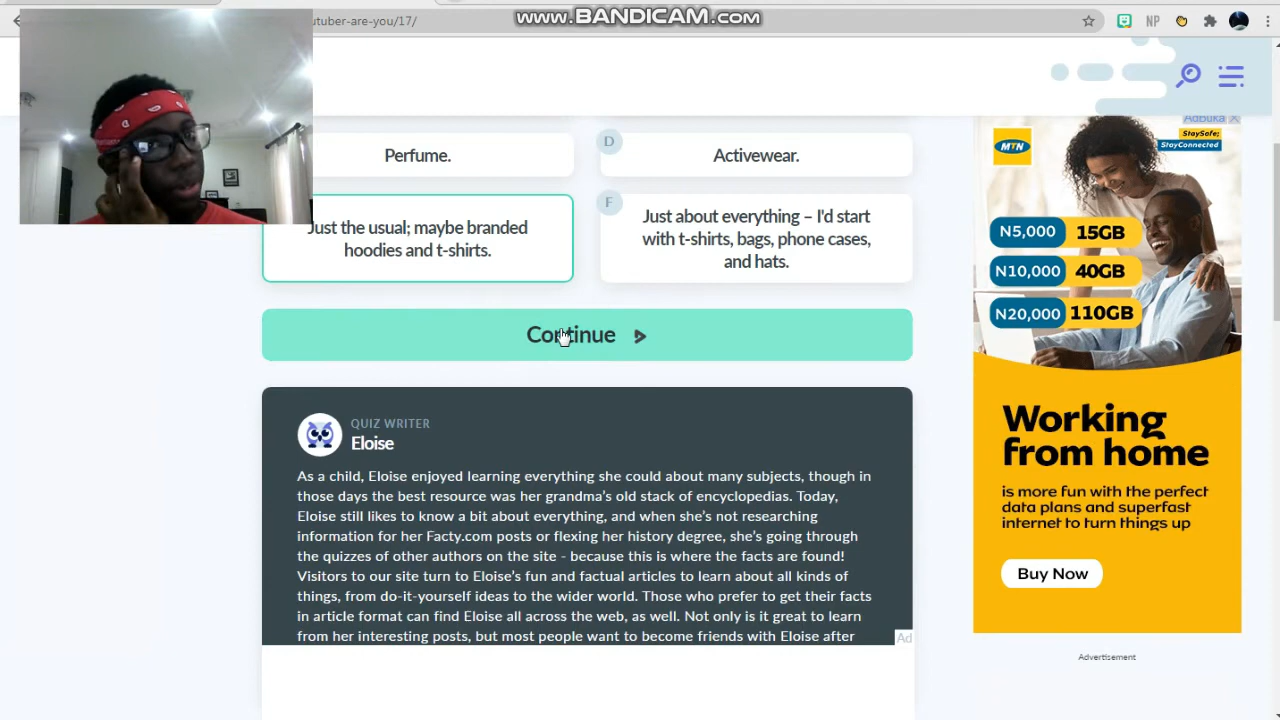 www.BANDICAM.com
utuber-are-you/17/
NP
AdBuka X
D
Perfume.
Activewear.
F
Just the usual; maybe branded
hoodies and t-shirts.
Just about everything – I'd start
with t-shirts, bags, phone cases,
and hats.
Continue
QUIZ WRITER
Eloise
As a child, Eloise enjoyed learning everything she could about many subjects, though in
those days the best resource was her grandma's old stack of encyclopedias. Today,
Eloise still likes to know a bit about everything, and when she's not researching
information for her Facty.com posts or flexing her history degree, she's going through
the quizzes of other authors on the site - because this is where the facts are found!
Visitors to our site turn to Eloise's fun and factual articles to learn about all kinds of
things, from do-it-yourself ideas to the wider world. Those who prefer to get their facts
in article format can find Eloise all across the web, as well. Not only is it great to learn
from her interesting posts, but most people want to become friends with Eloise after
Ad
MTN
StaySafe;
StayConnected
N5,000 15GB
N10,000 40GB
N20,000 110GB
Working
from home
is more fun with the perfect
data plans and superfast
internet to turn things up
Buy Now
Advertisement